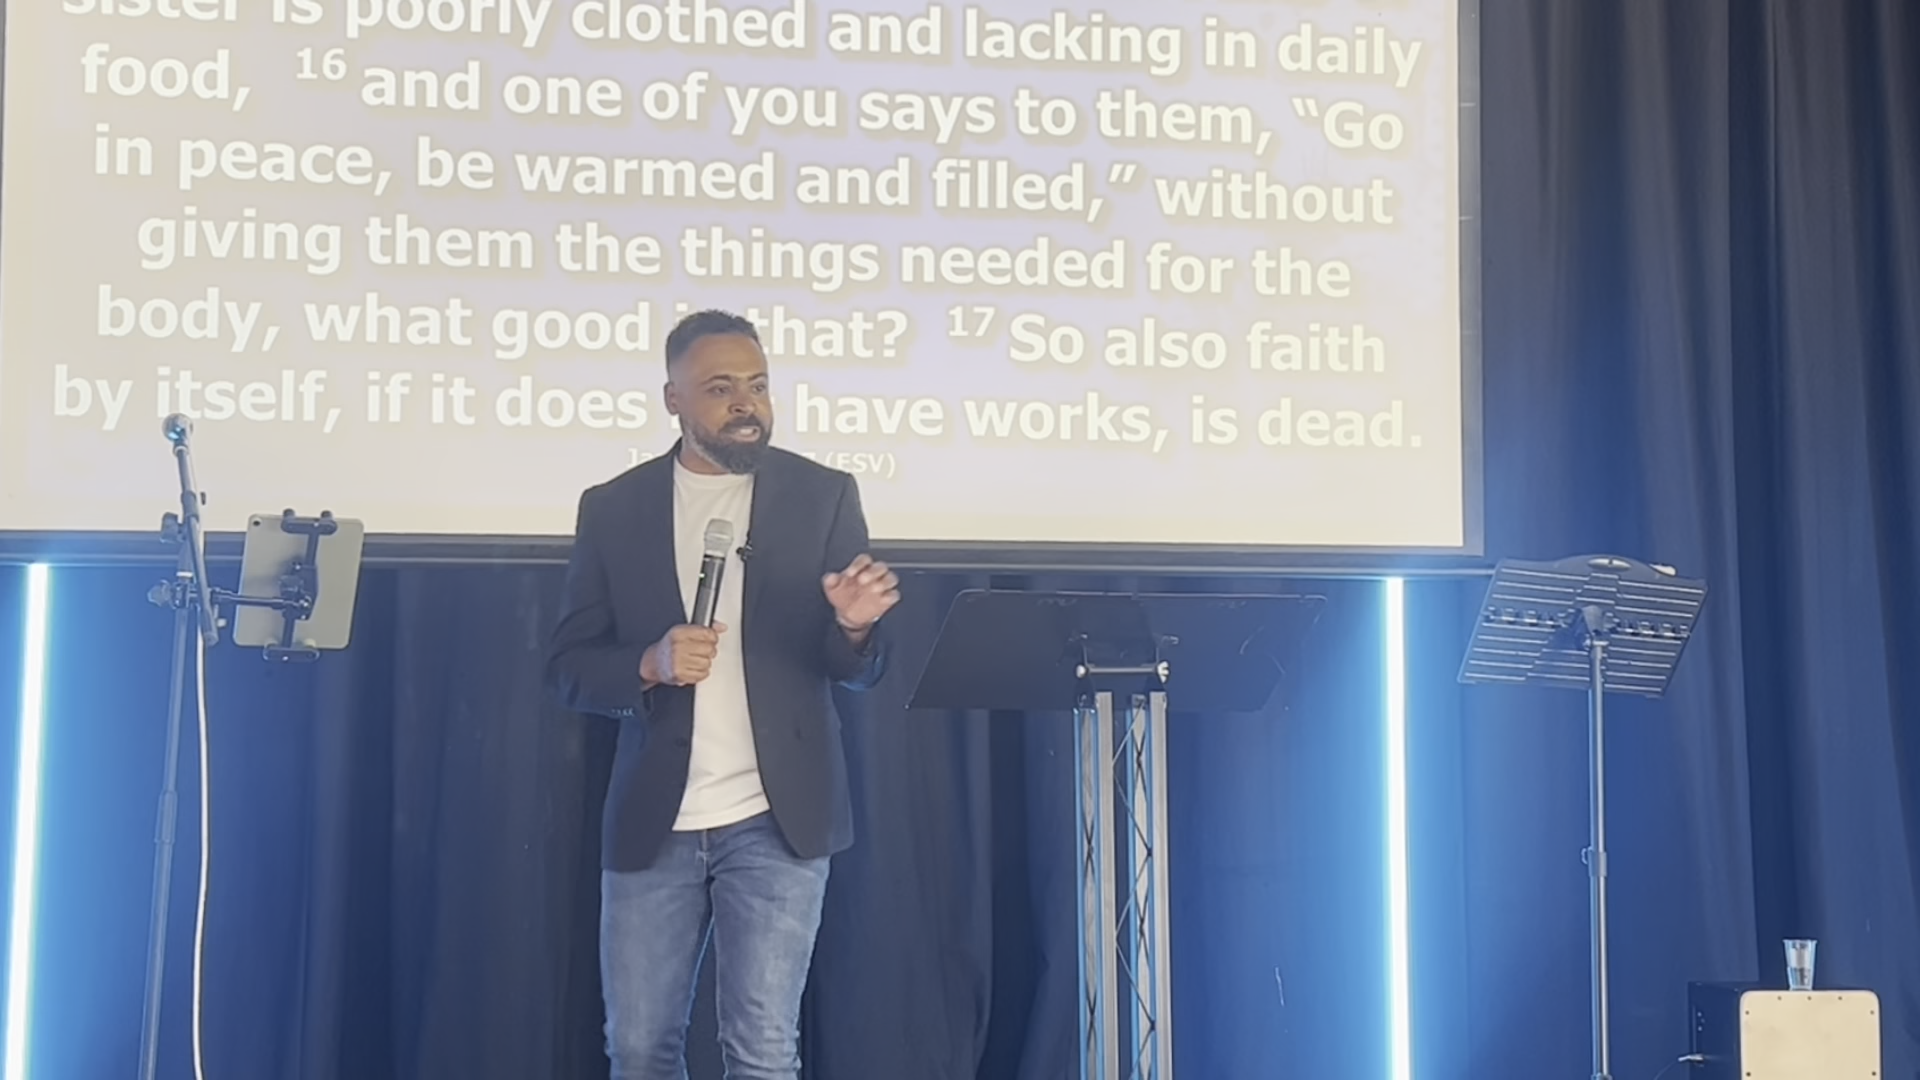 sister is poorly clothed and lacking in daily
food, 16 and one of you says to them, “Go
in peace, be warmed and filled,” without
giving them the things needed for the
body, what good that?  17 So also faith
by itself, if it does have works, is dead.
(ESV)